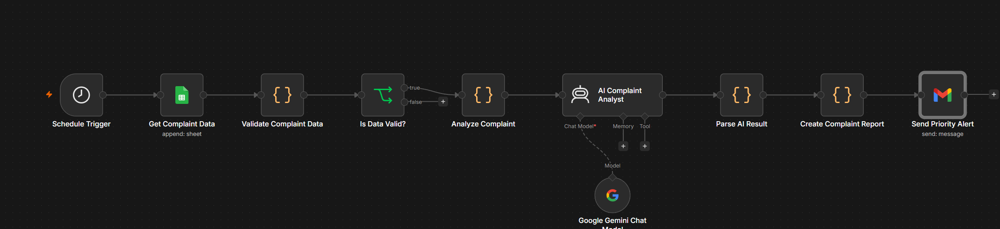 true
false
AI Complaint
Analyst
Schedule Trigger
Get Complaint Data
append: sheet
Validate Complaint Data
Is Data Valid?
Analyze Complaint
Chat Model*
Memory
Tool
Parse AI Result
Create Complaint Report
Send Priority Alert
send: message
Model
Google Gemini Chat
Model